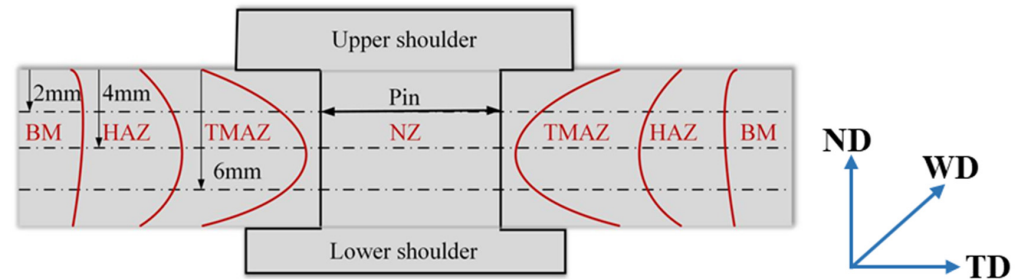 Upper shoulder
2mm
4mm
Pin
BM
HAZ
TMAZ
NZ
TMAZ
HAZ
BM
6mm
Lower shoulder
ND
WD
TD